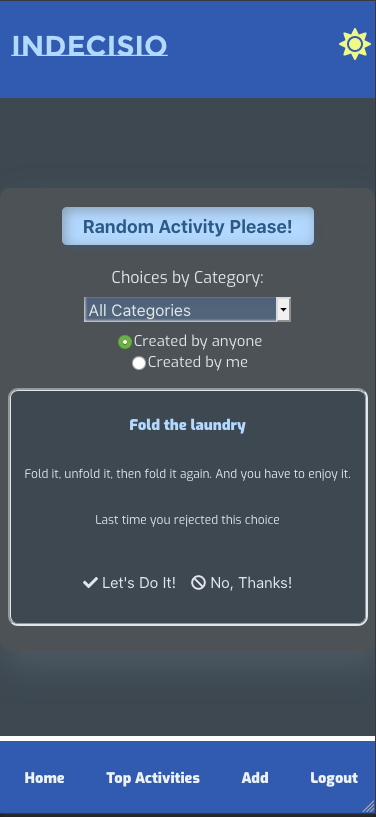 INDECISIO
Random Activity Please!
Choices by Category:
All Categories
Created by anyone
Created by me
Fold the laundry
Fold it, unfold it, then fold it again. And you have to enjoy it.
Last time you rejected this choice
Let's Do It! No, Thanks!
Home Top Activities Add Logout